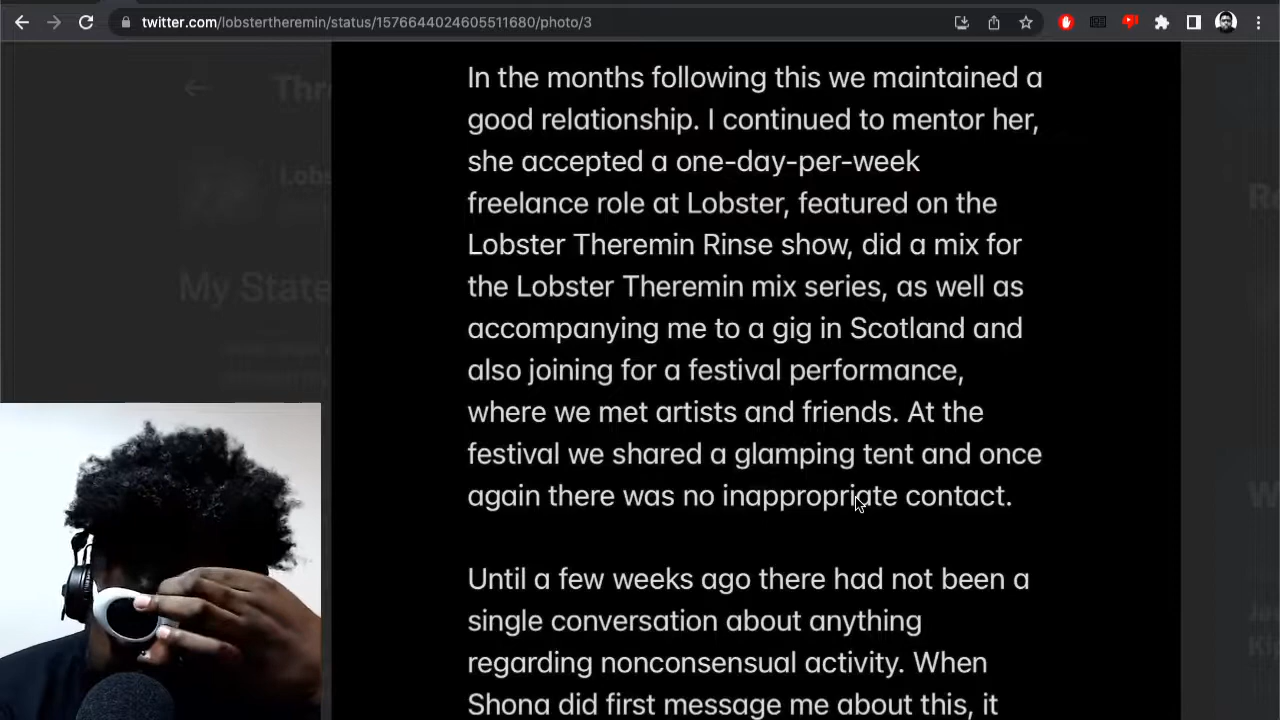 twitter.com/lobstertheremin/status/1576644024605511680/photo/3
Thr
Lobs
My State
In the months following this we maintained a
good relationship. I continued to mentor her,
she accepted a one-day-per-week
freelance role at Lobster, featured on the
Lobster Theremin Rinse show, did a mix for
the Lobster Theremin mix series, as well as
accompanying me to a gig in Scotland and
also joining for a festival performance,
where we met artists and friends. At the
festival we shared a glamping tent and once
again there was no inappropriate contact.
Until a few weeks ago there had not been a
single conversation about anything
regarding nonconsensual activity. When
Shona did first message me about this, it